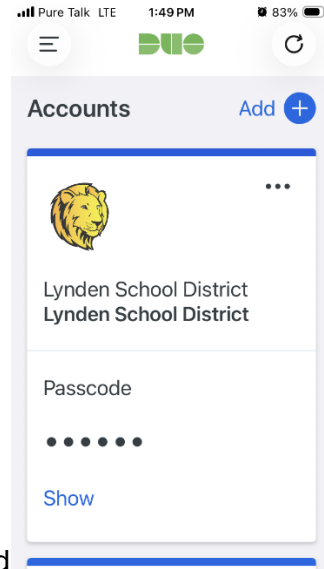 Pure Talk LTE 1:49 PM 83%
DUO
Accounts Add
Lynden School District
Lynden School District
Passcode
Show
d